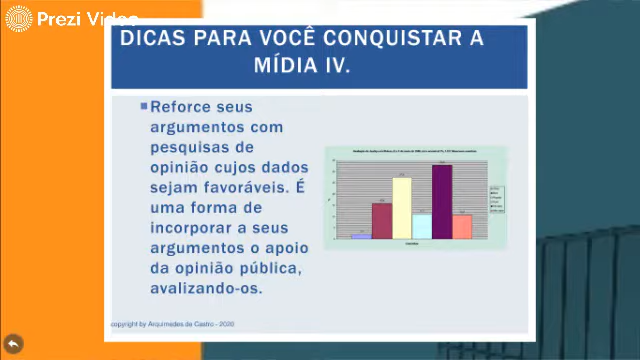 Prezi Video
DICAS PARA VOCÊ CONQUISTAR A
MÍDIA IV.
Reforce seus
argumentos com
pesquisas de
opinião cujos dados
sejam favoráveis. É
uma forma de
incorporar a seus
argumentos o apoio
da opinião pública,
avalizando-os.
copyright by Arquimedes de Castro - 2020